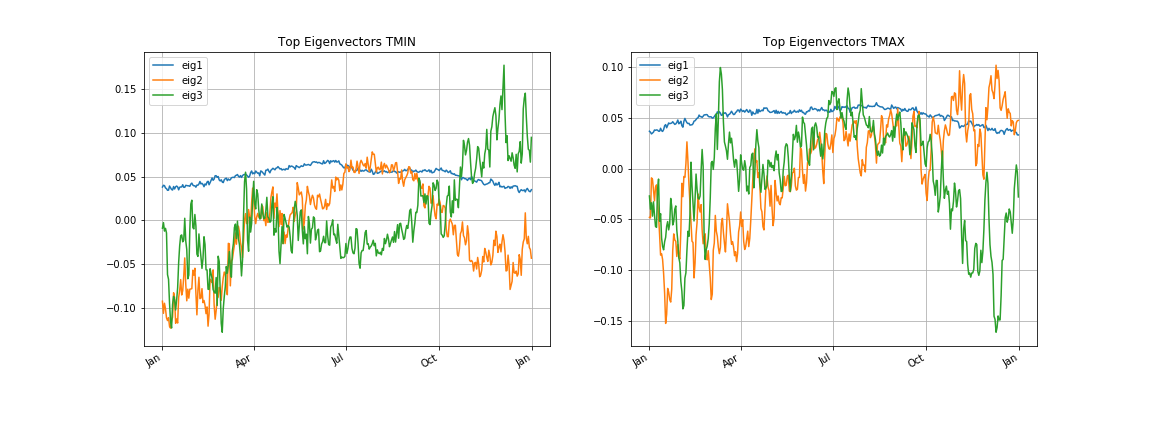 Top Eigenvectors TMIN
eig1
eig2
eig3
0.15
0.10
0.05
0.00
−0.05
−0.10
Jan
Apr
Jul
Oct
Jan
Top Eigenvectors TMAX
eig1
eig2
eig3
0.10
0.05
0.00
−0.05
−0.10
−0.15
Jan
Apr
Jul
Oct
Jan